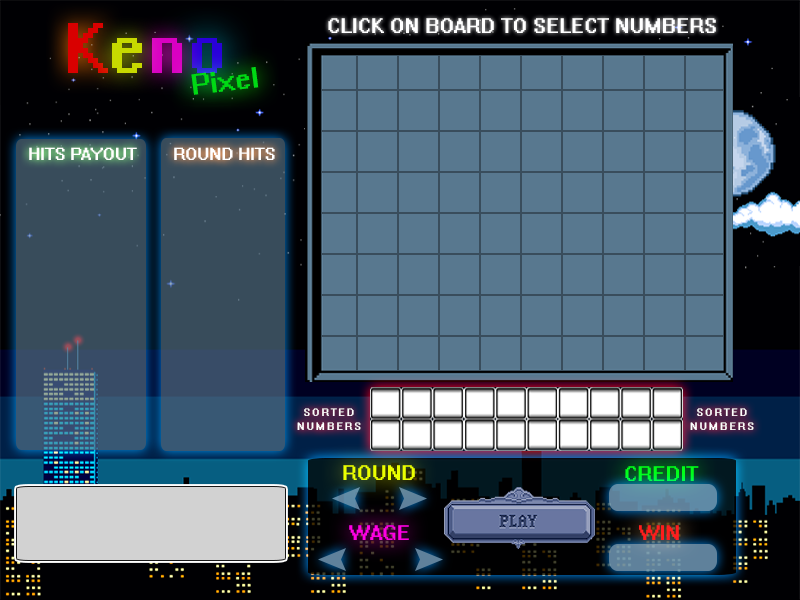 Keno
Pixel
CLICK ON BOARD TO SELECT NUMBERS
HITS PAYOUT
ROUND HITS
SORTED
NUMBERS
SORTED
NUMBERS
ROUND
CREDIT
PLAY
WAGE
WIN